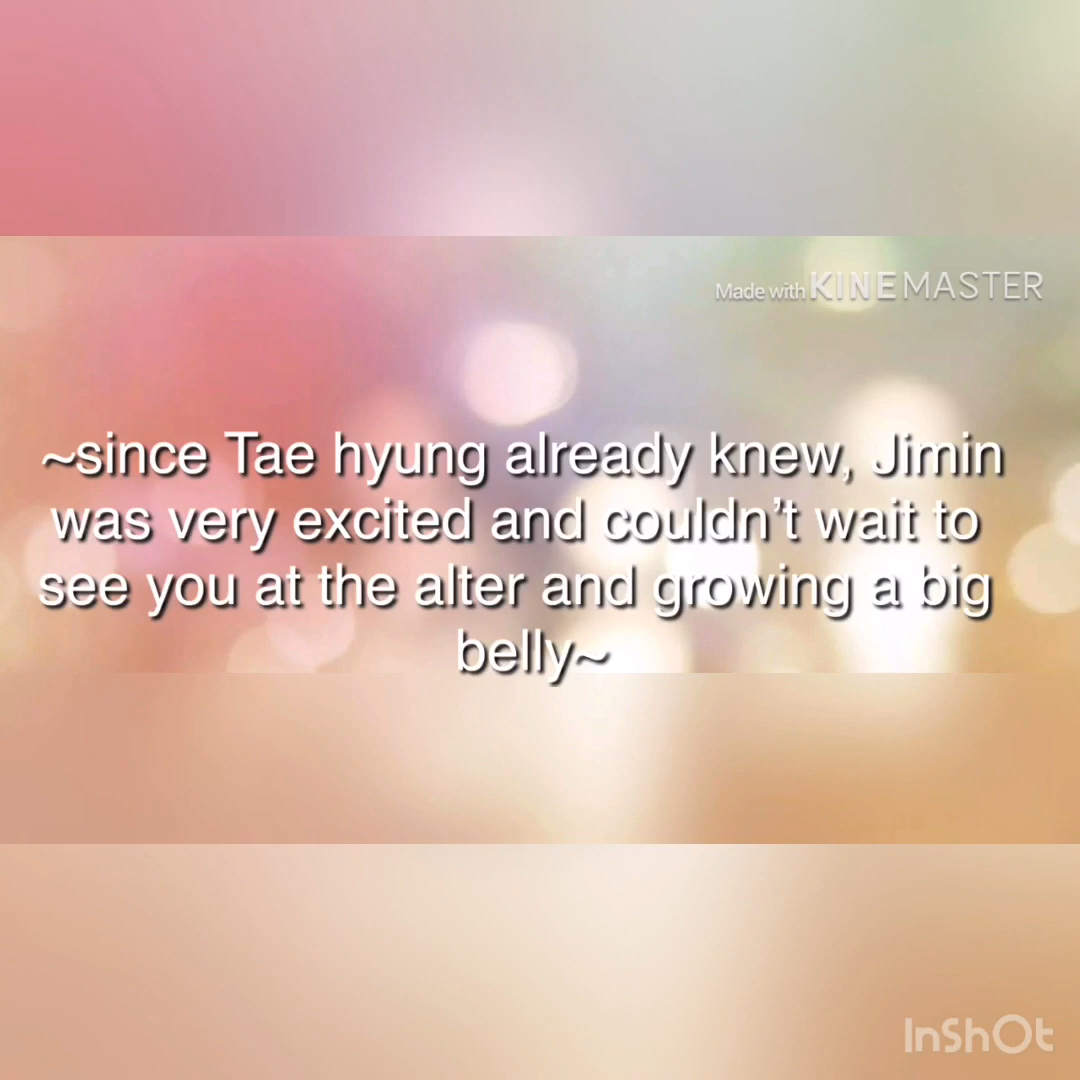 Made with KINEMASTER
~since Tae hyung already knew, Jimin
was very excited and couldn’t wait to
see you at the alter and growing a big
belly~
InShOt